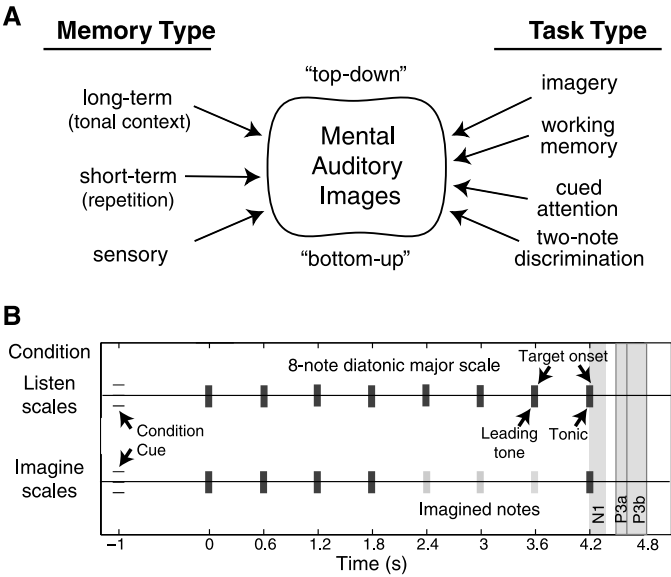 A
Memory Type
Task Type
“top-down”
long-term
(tonal context)
short-term
(repetition)
sensory
Mental
Auditory
Images
imagery
working
memory
cued
attention
two-note
discrimination
“bottom-up”
B
Condition
Listen
scales
8-note diatonic major scale
Target onset
Condition
Cue
Leading
tone
Tonic
Imagine
scales
Imagined notes
N1
P3a
P3b
−1 0 0.6 1.2 1.8 2.4 3 3.6 4.2 4.8
Time (s)